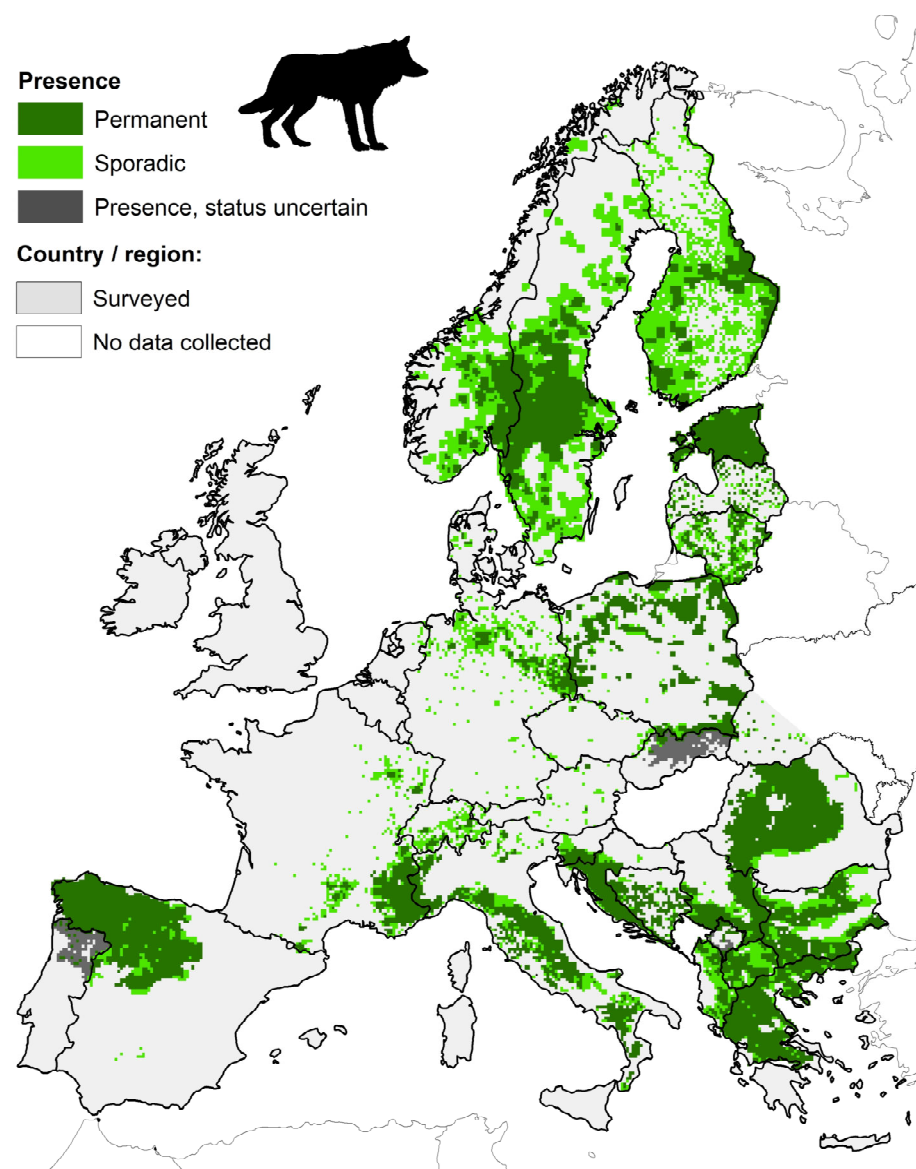 Presence
Permanent
Sporadic
Presence, status uncertain
Country / region:
Surveyed
No data collected